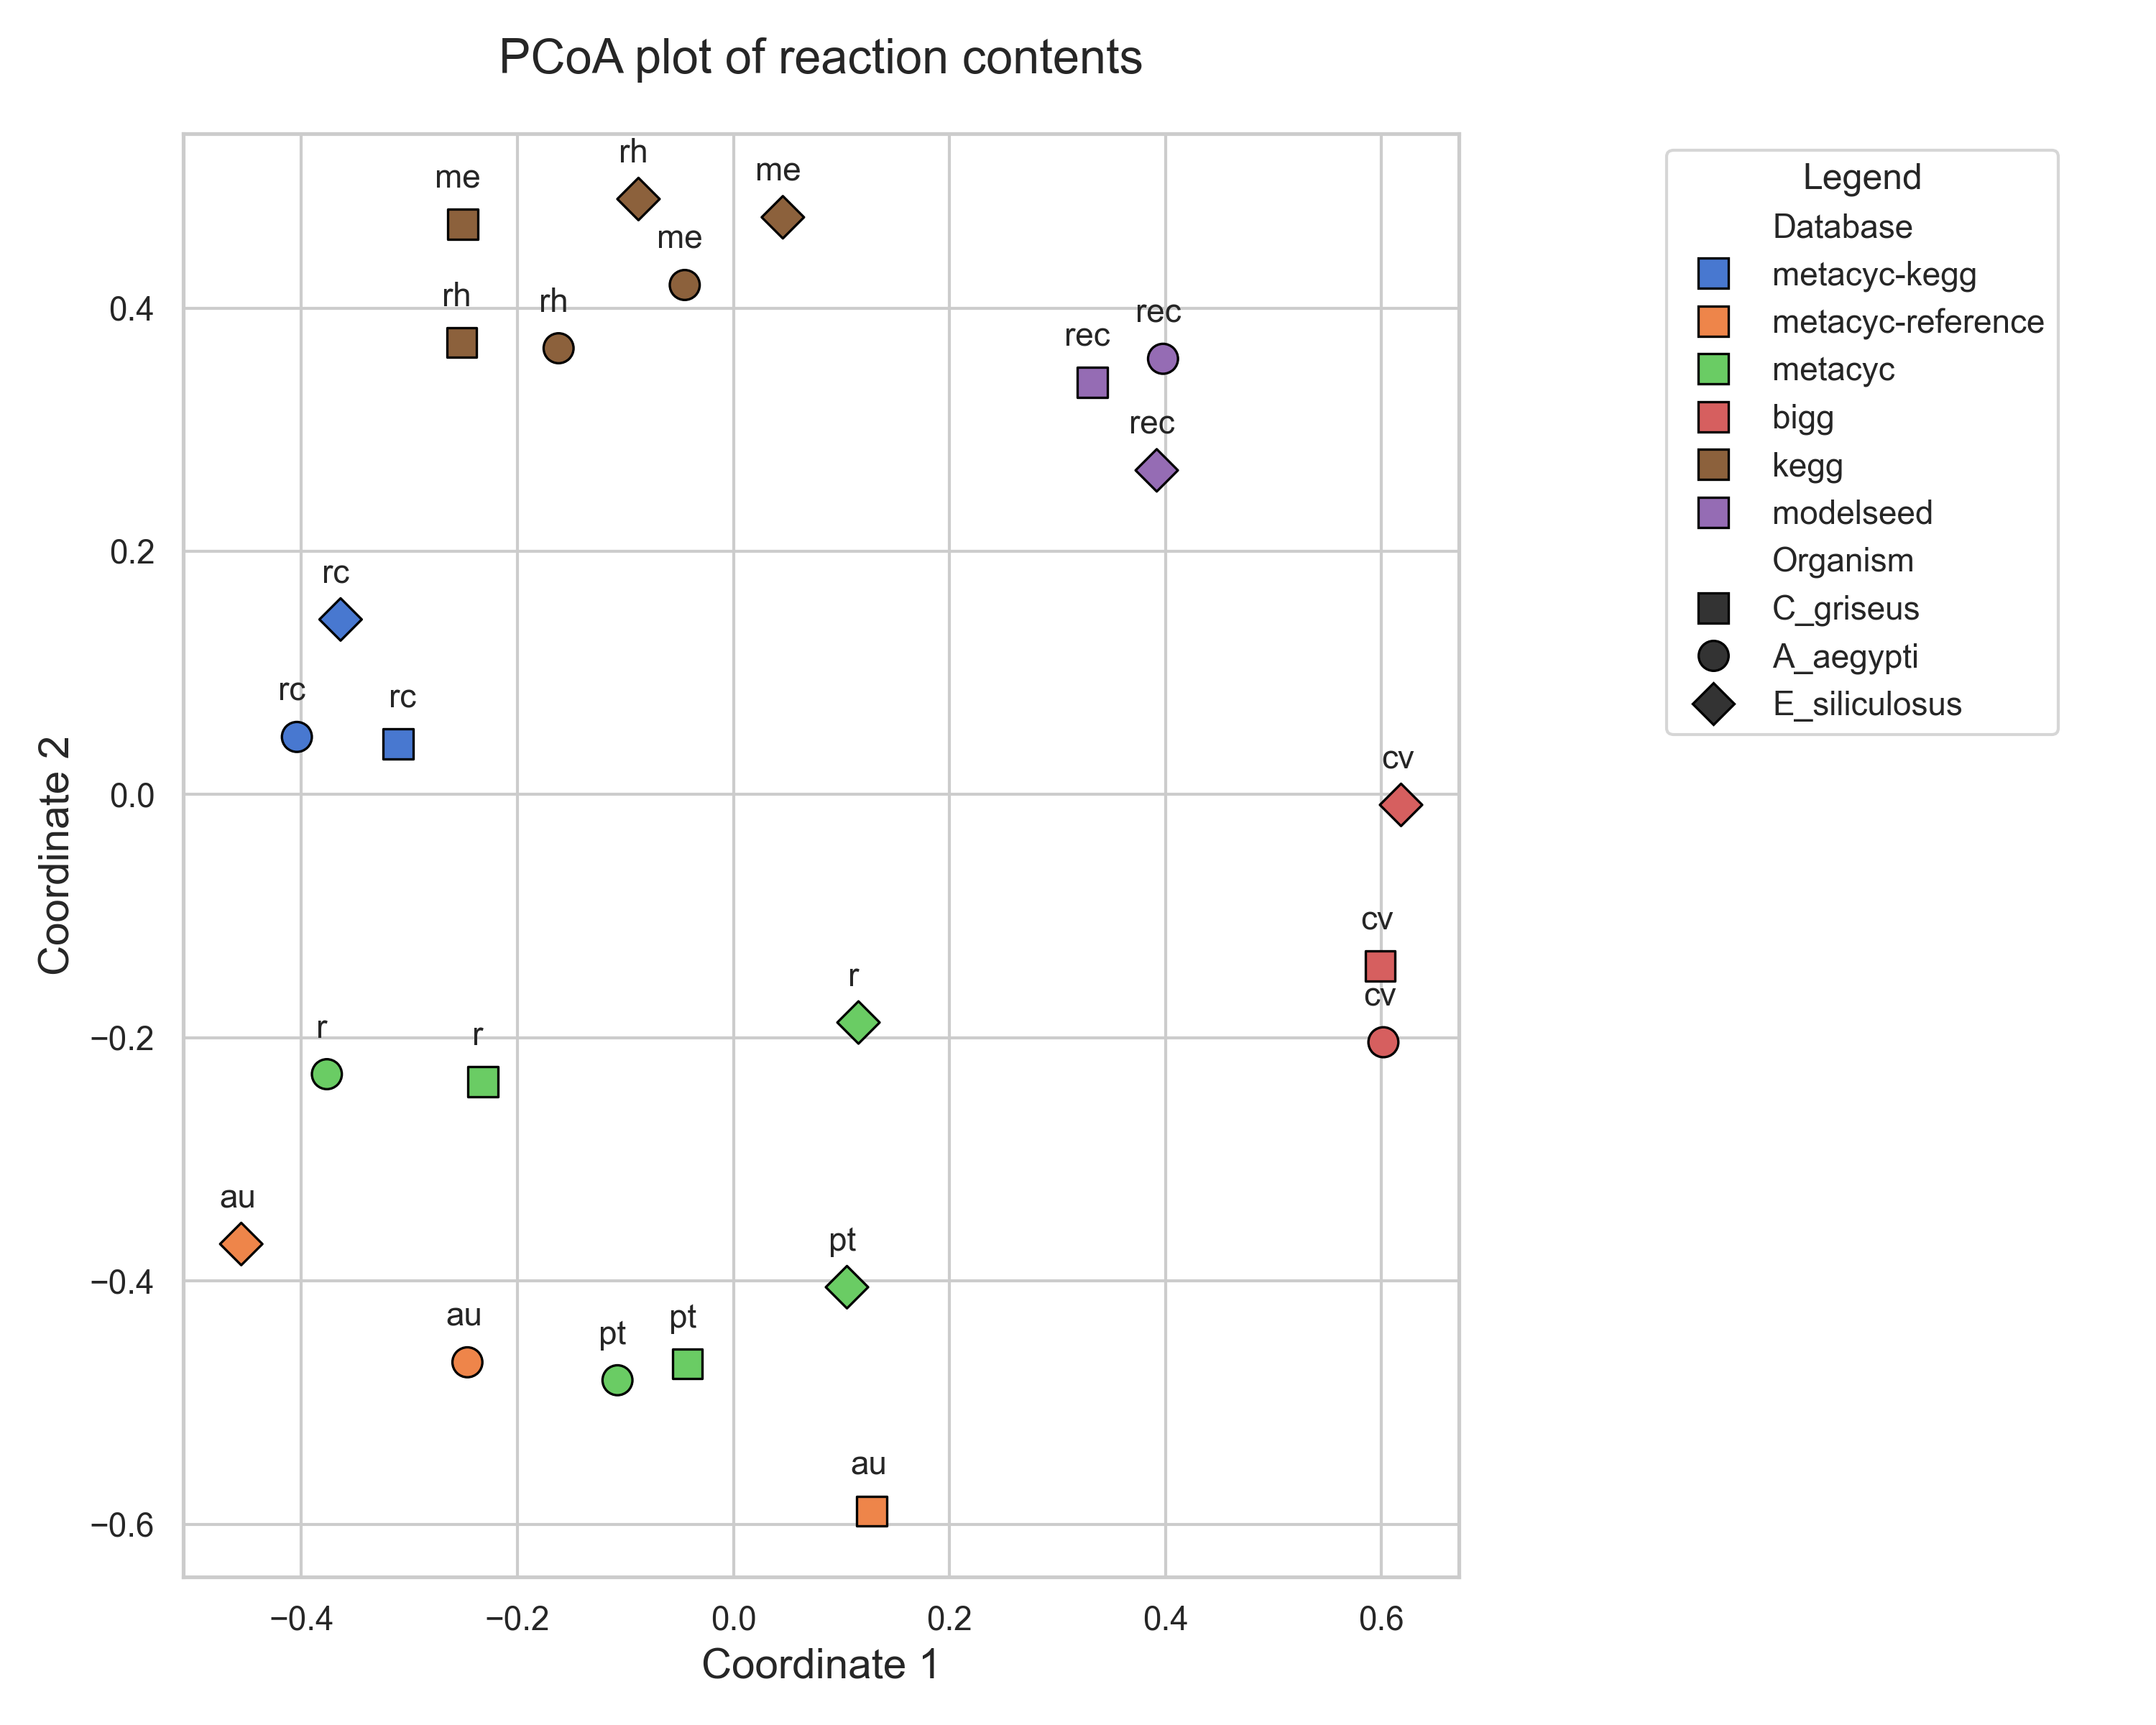 PCoA plot of reaction contents
rh
me
me
me
rh
rh
rec
rec
rec
rc
rc
rc
cv
cv
cv
r
r
r
au
pt
au
pt
pt
au
0.4
0.2
0.0
−0.2
−0.4
−0.6
Coordinate 2
−0.4
−0.2
0.0
0.2
0.4
0.6
Coordinate 1
Legend
Database
metacyc-kegg
metacyc-reference
metacyc
bigg
kegg
modelseed
Organism
C_griseus
A_aegypti
E_siliculosus